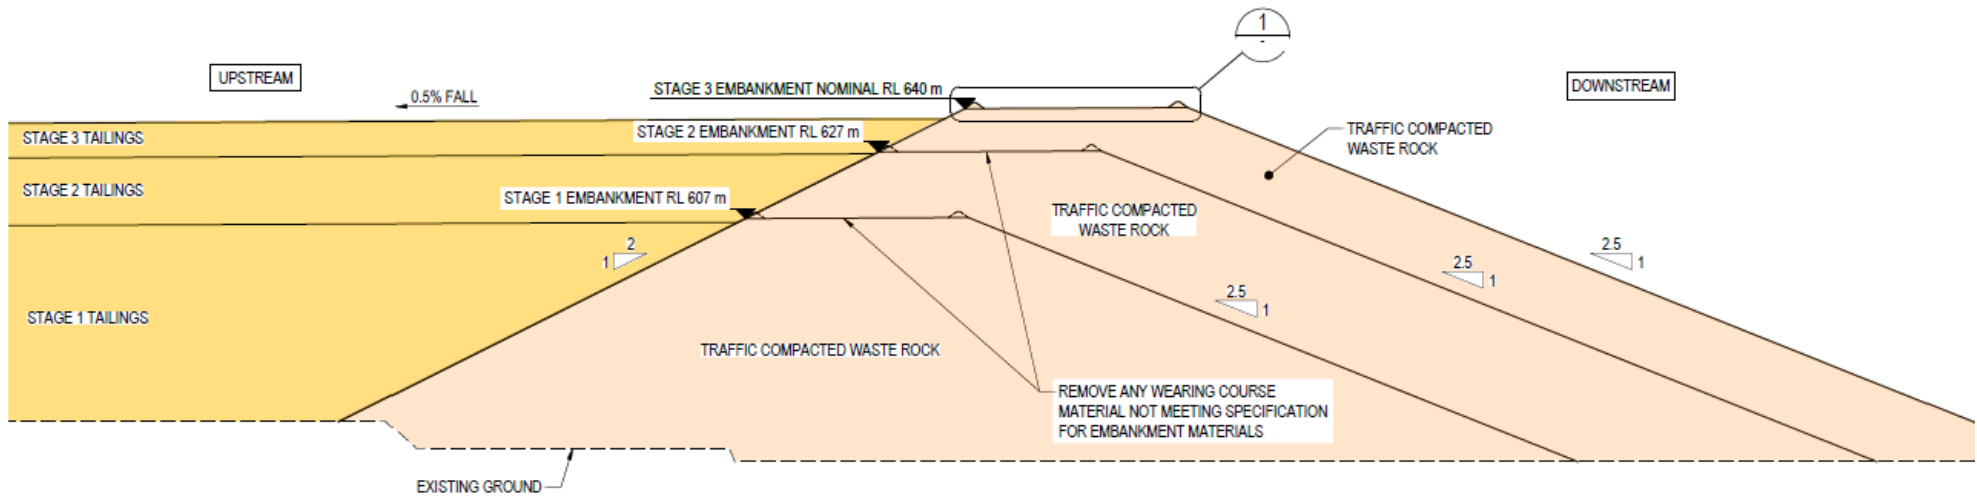 1
-
UPSTREAM
DOWNSTREAM
STAGE 3 EMBANKMENT NOMINAL RL 640 m
0.5% FALL
STAGE 3 TAILINGS
STAGE 2 EMBANKMENT RL 627 m
TRAFFIC COMPACTED
WASTE ROCK
STAGE 2 TAILINGS
STAGE 1 EMBANKMENT RL 607 m
TRAFFIC COMPACTED
WASTE ROCK
2
1
2.5
1
2.5
1
2.5
1
STAGE 1 TAILINGS
TRAFFIC COMPACTED WASTE ROCK
REMOVE ANY WEARING COURSE
MATERIAL NOT MEETING SPECIFICATION
FOR EMBANKMENT MATERIALS
EXISTING GROUND